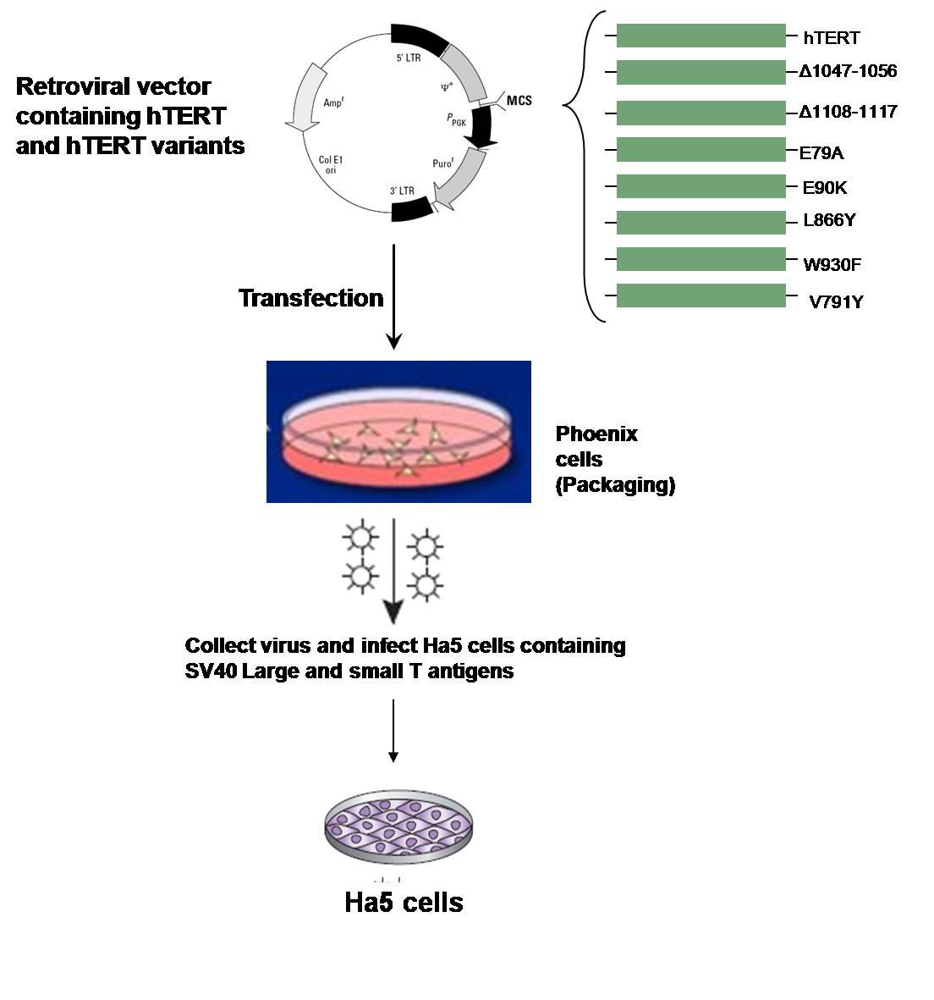 Retroviral vector
containing hTERT
and hTERT variants
5' LTR
Ψ+
MCS
PPGK
Puror
3' LTR
Col E1
ori
Ampr
hTERT
Δ1047-1056
Δ1108-1117
E79A
E90K
L866Y
W930F
V791Y
Transfection
Phoenix
cells
(Packaging)
Collect virus and infect Ha5 cells containing
SV40 Large and small T antigens
Ha5 cells